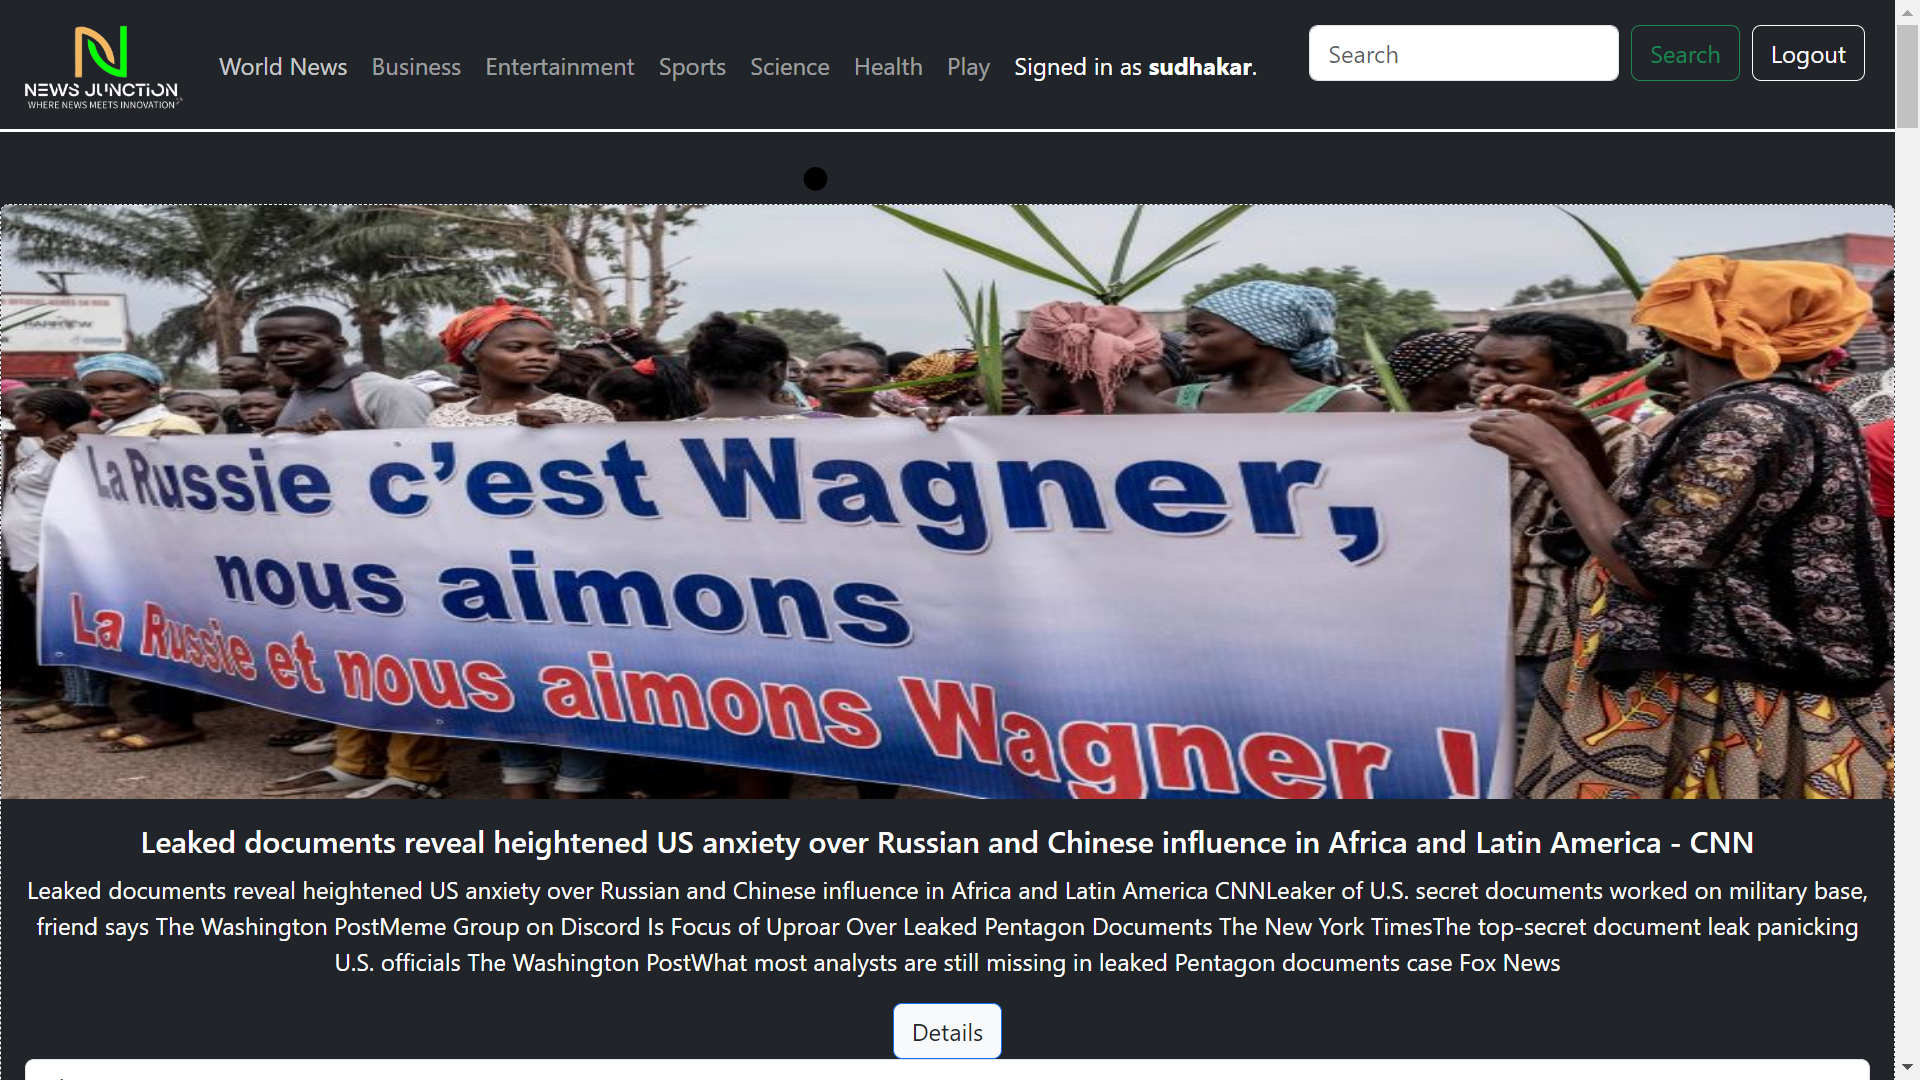 NEWS JUNCTION
WHERE NEWS MEETS INNOVATION
World News Business Entertainment Sports Science Health Play Signed in as sudhakar. Search Search Logout
La Russie c'est Wagner,
nous aimons
La Russie et nous aimons Wagner !
Leaked documents reveal heightened US anxiety over Russian and Chinese influence in Africa and Latin America - CNN
Leaked documents reveal heightened US anxiety over Russian and Chinese influence in Africa and Latin America CNNLeaker of U.S. secret documents worked on military base,
friend says The Washington PostMeme Group on Discord Is Focus of Uproar Over Leaked Pentagon Documents The New York TimesThe top-secret document leak panicking
U.S. officials The Washington PostWhat most analysts are still missing in leaked Pentagon documents case Fox News
Details